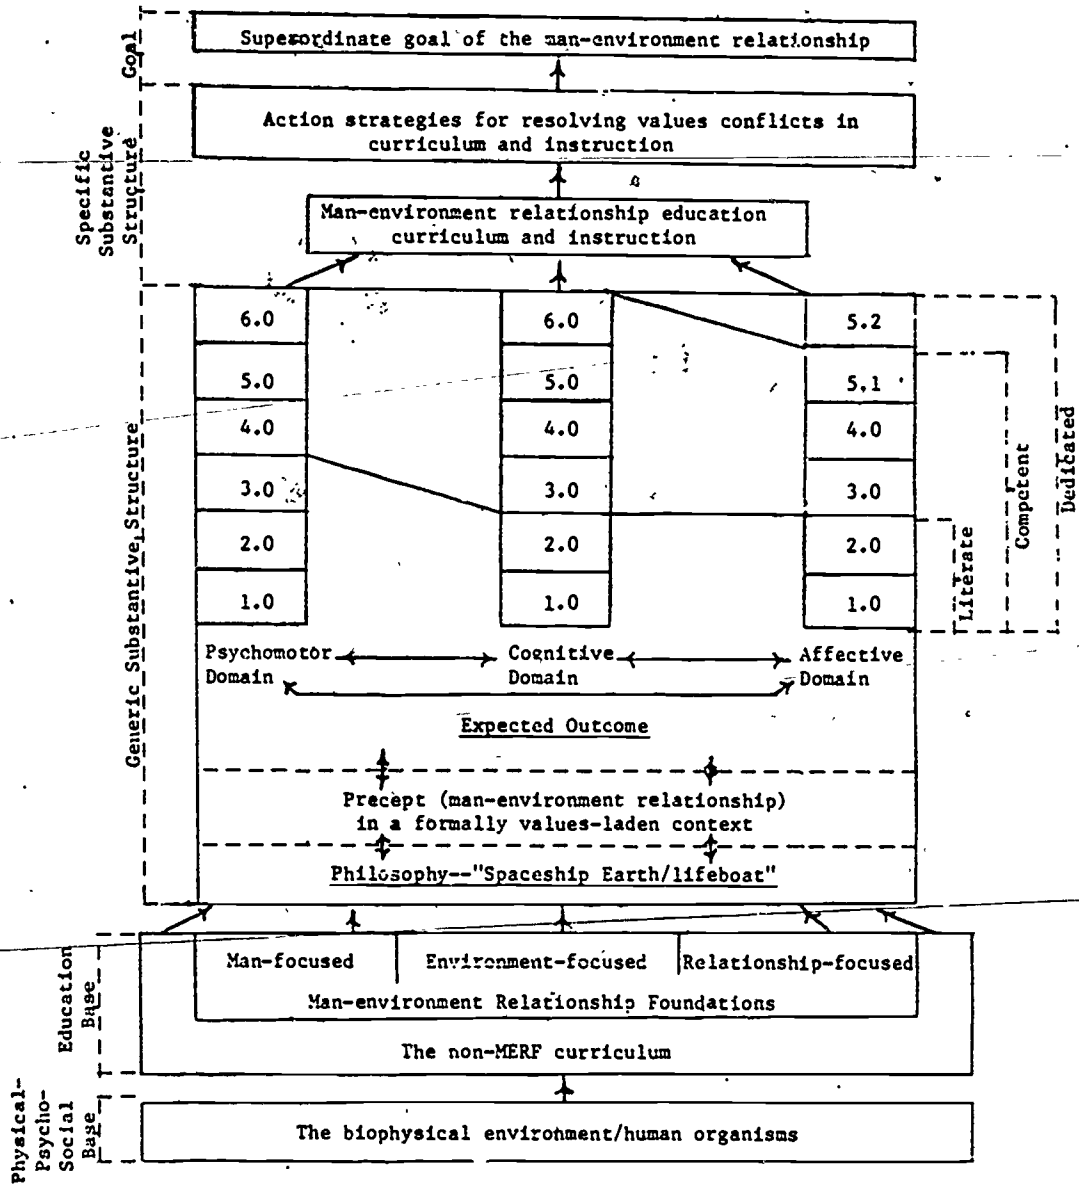 Goal
Superordinate goal of the man-environment relationship
Specific
Substantive
Structure
Action strategies for resolving values conflicts in
curriculum and instruction
Man-environment relationship education
curriculum and instruction
Generic Substantive Structure
6.0
6.0
5.2
5.0
5.0
5.1
4.0
4.0
4.0
3.0
3.0
3.0
2.0
2.0
2.0
1.0
1.0
1.0
Literate
Competent
Dedicated
Psychomotor
Domain
Cognitive
Domain
Affective
Domain
Expected Outcome
Precept (man-environment relationship)
in a formally values-laden context
Philosophy--"Spaceship Earth/lifeboat"
Education
Base
Man-focused
Environment-focused
Relationship-focused
Man-environment Relationship Foundations
The non-MERF curriculum
Physical-
Psycho-
Social
Base
The biophysical environment/human organisms